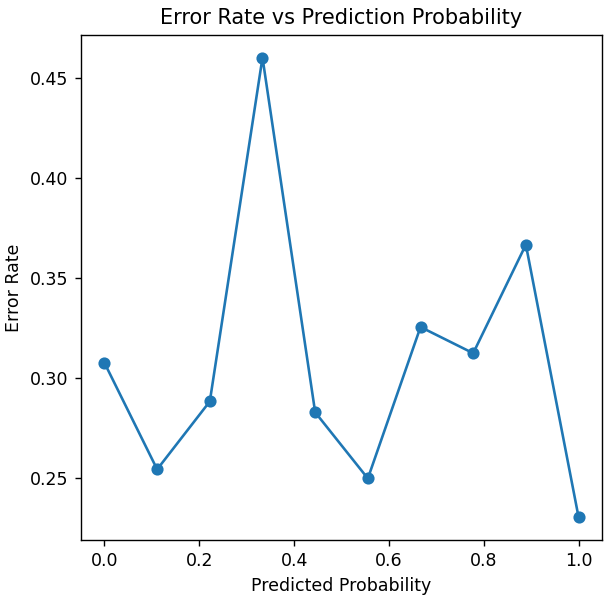 Error Rate vs Prediction Probability
0.45
0.40
0.35
0.30
0.25
Error Rate
0.0 0.2 0.4 0.6 0.8 1.0
Predicted Probability